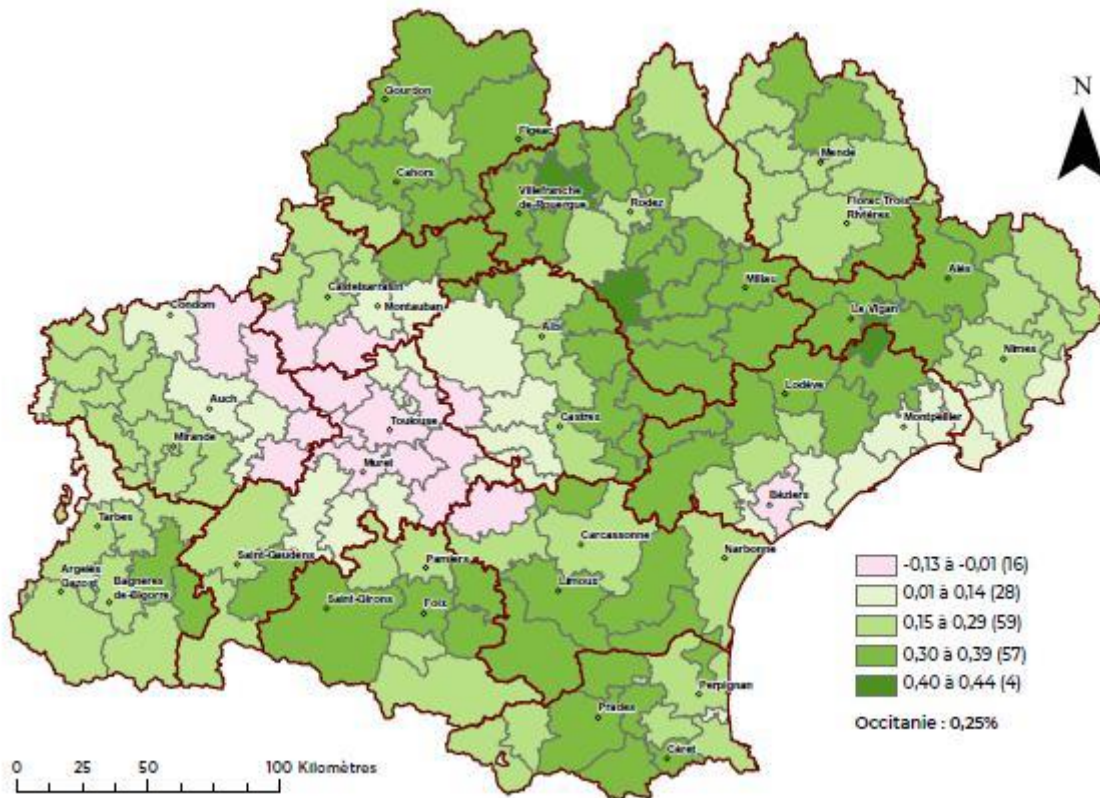 N
Gourdon
Figeac
Cahors
Mende
Villefranche
de-Rouergue
Rodez
Florac Trois
Rivières
Alès
Castelsarrasin
Montauban
Millau
Condom
Albi
Le Vigan
Nîmes
Auch
Lodève
Toulouse
Castres
Montpellier
Mirande
Muret
Béziers
Tarbes
Carcassonne
Saint-Gaudens
Pamiers
Narbonne
Argelès
Gazost
Bagnères
de-Bigorre
Limoux
Saint-Girons
Foix
Perpignan
Prades
Céret
-0,13 à -0,01 (16)
0,01 à 0,14 (28)
0,15 à 0,29 (59)
0,30 à 0,39 (57)
0,40 à 0,44 (4)
Occitanie : 0,25%
0 25 50 100 Kilomètres